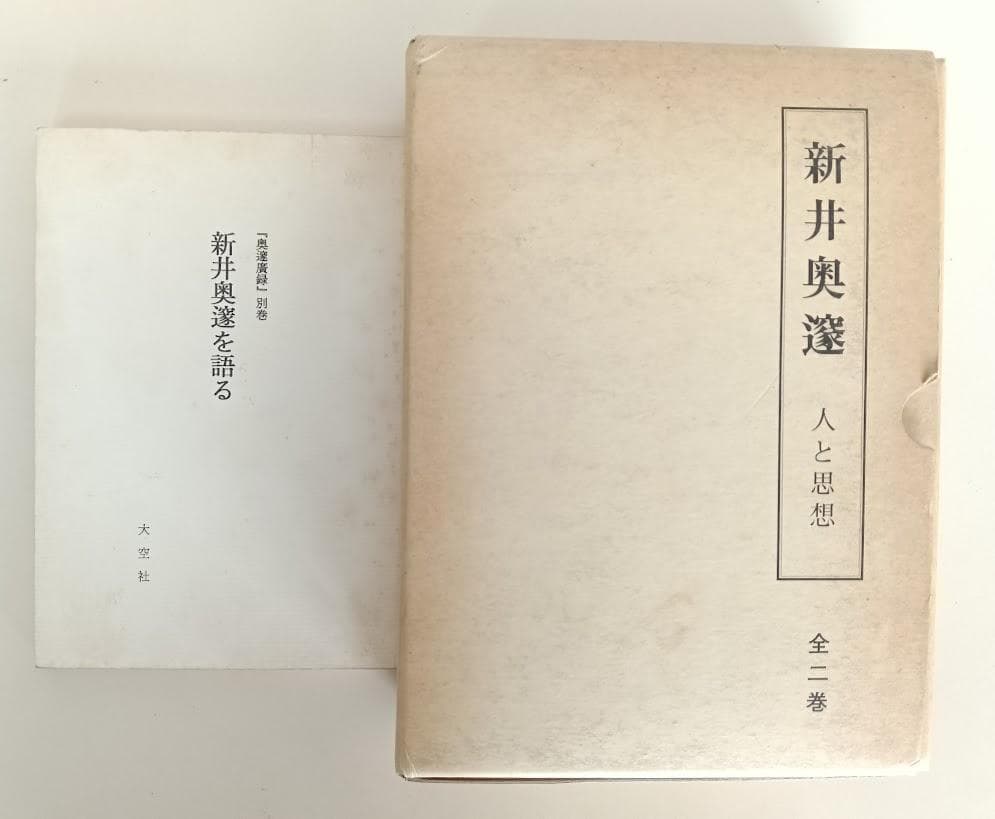 『奥邃廣録』別巻
新井奥邃を語る
大空社
新井奥邃
人と思想
全二巻